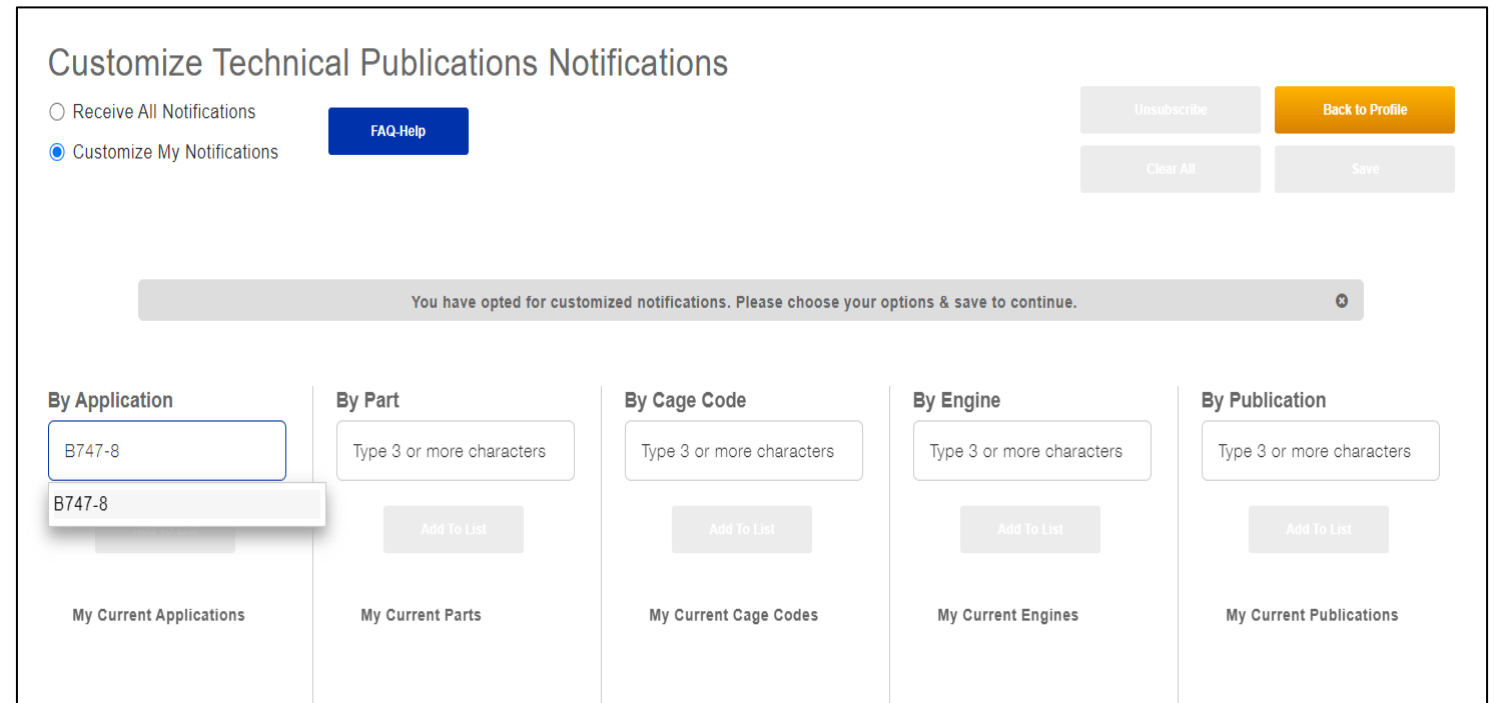 Customize Technical Publications Notifications
Receive All Notifications
Customize My Notifications
FAQ-Help
Unsubscribe
Back to Profile
Clear All
Save
You have opted for customized notifications. Please choose your options & save to continue.
By Application
By Part
By Cage Code
By Engine
By Publication
B747-8
Type 3 or more characters
Type 3 or more characters
Type 3 or more characters
Type 3 or more characters
B747-8
Add To List
Add To List
Add To List
Add To List
My Current Applications
My Current Parts
My Current Cage Codes
My Current Engines
My Current Publications